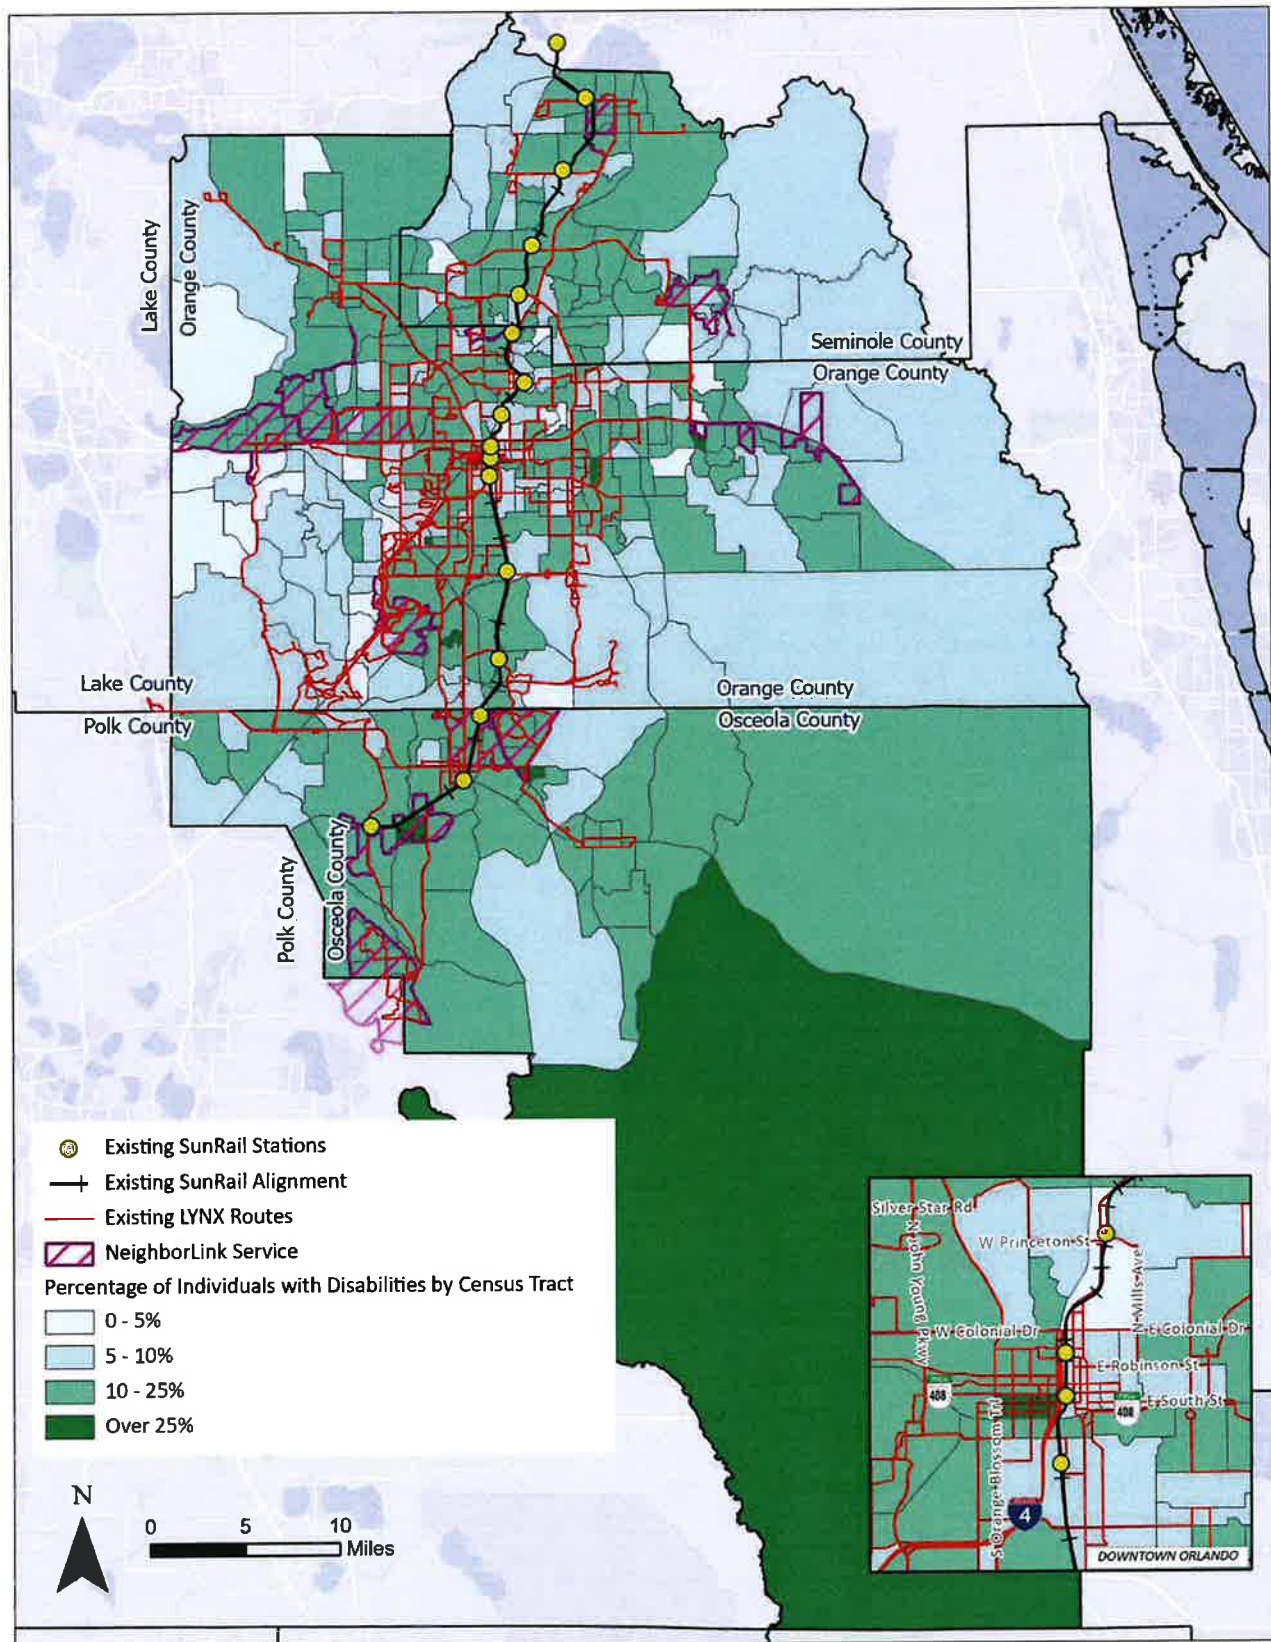 Lake County
Orange County
Seminole County
Orange County
Lake County
Polk County
Orange County
Osceola County
Polk County
Osceola County
Existing SunRail Stations
Existing SunRail Alignment
Existing LYNX Routes
NeighborLink Service
Percentage of Individuals with Disabilities by Census Tract
0 - 5%
5 - 10%
10 - 25%
Over 25%
N
0 5 10
Miles
Silver Star Rd
N John Young Pkwy
W Princeton St
N Mills Ave
W Colonial Dr
E Colonial Dr
E Robinson St
408
E South St
408
S Orange Blossom Trl
4
DOWNTOWN ORLANDO